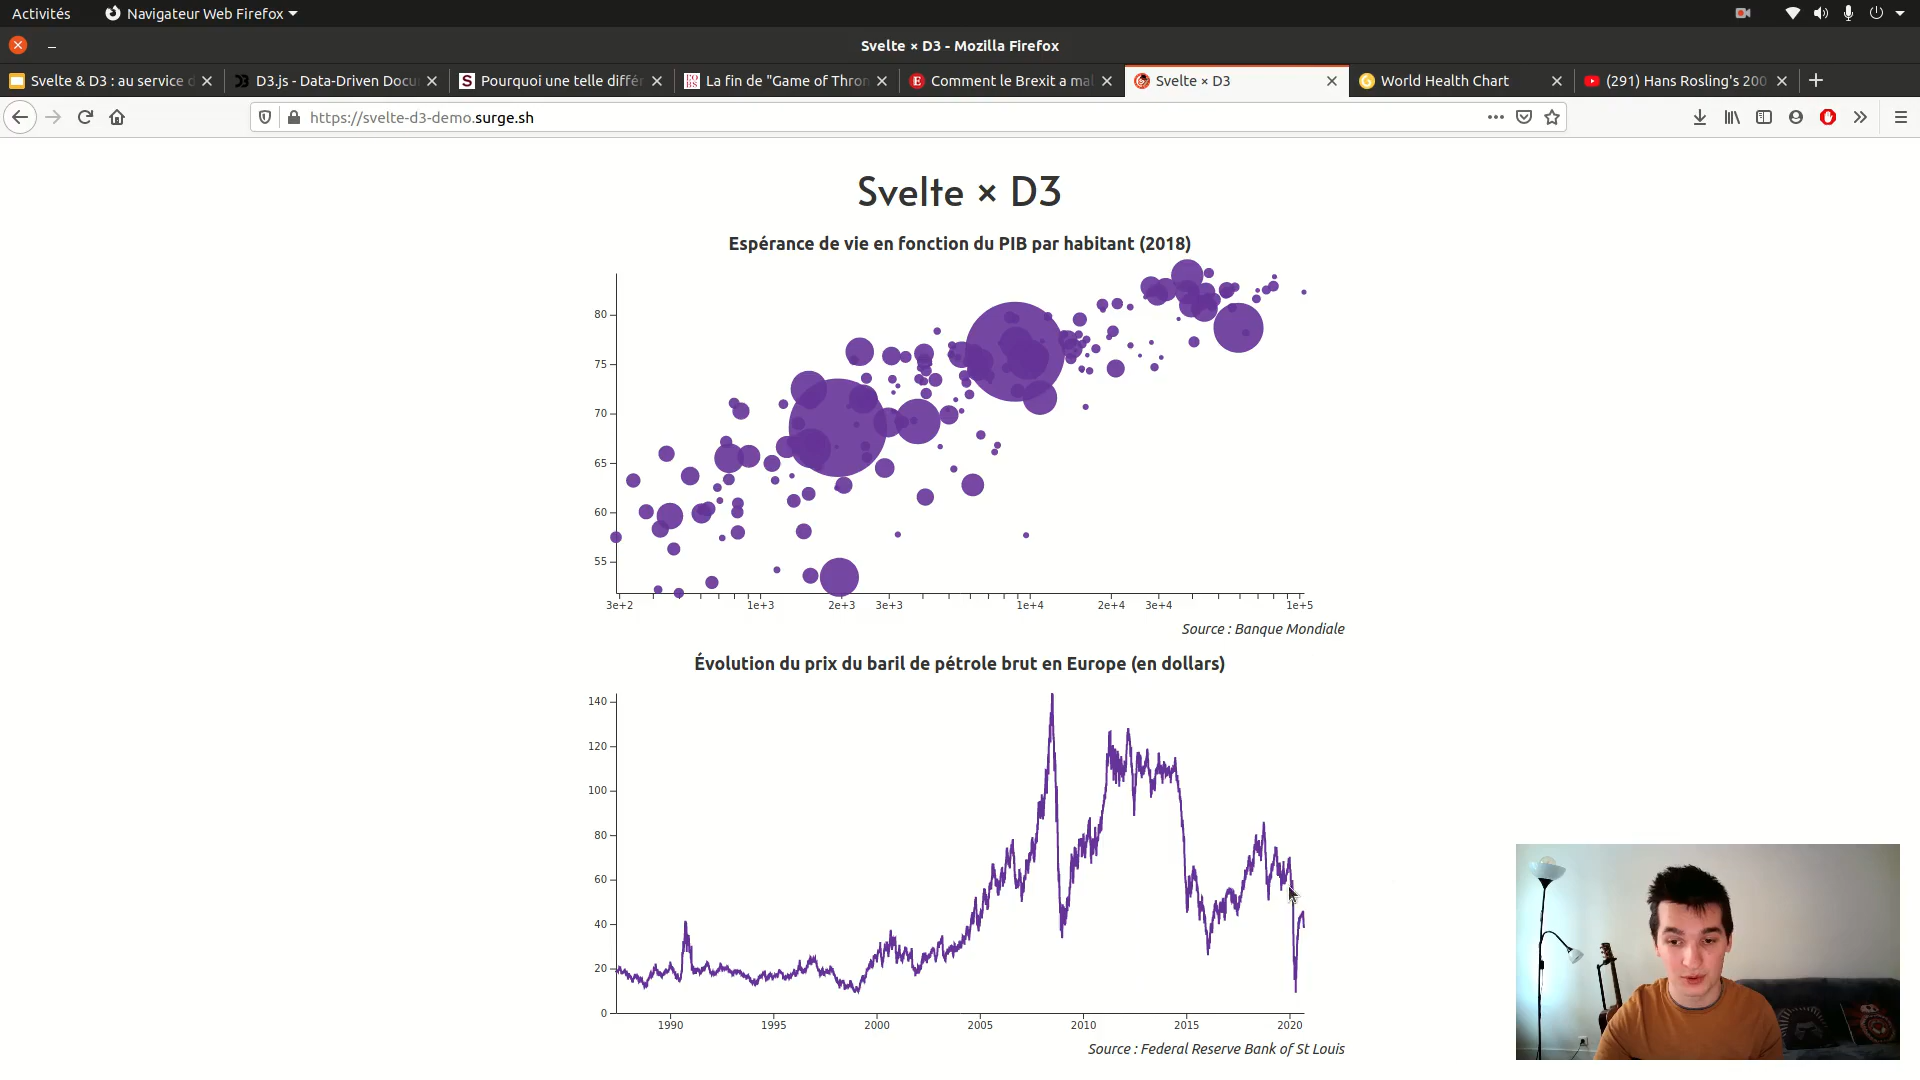 Activités Navigateur Web Firefox
Svelte × D3 - Mozilla Firefox
Svelte & D3 : au service d D3.js - Data-Driven Docu Pourquoi une telle différ La fin de "Game of Thron Comment le Brexit a mal Svelte × D3 World Health Chart (291) Hans Rosling's 200
https://svelte-d3-demo.surge.sh
Svelte × D3
Espérance de vie en fonction du PIB par habitant (2018)
80
75
70
65
60
55
3e+2 1e+3 2e+3 3e+3 1e+4 2e+4 3e+4 1e+5
Source : Banque Mondiale
Évolution du prix du baril de pétrole brut en Europe (en dollars)
140
120
100
80
60
40
20
0
1990 1995 2000 2005 2010 2015 2020
Source : Federal Reserve Bank of St Louis